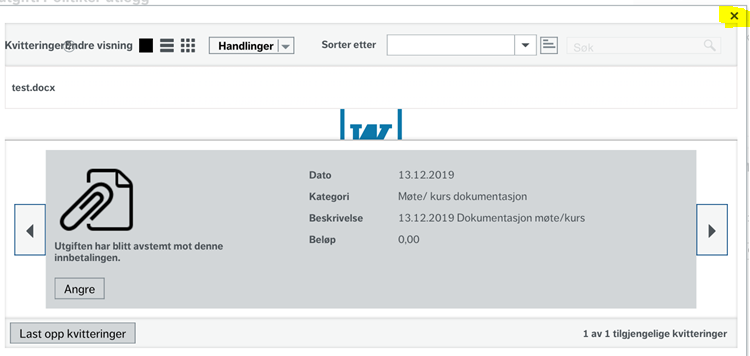 Kvitteringer
Endre visning
Handlinger
Sorter etter
Søk
test.docx
W
Dato 13.12.2019
Kategori Møte/ kurs dokumentasjon
Beskrivelse 13.12.2019 Dokumentasjon møte/kurs
Beløp 0,00
Utgiften har blitt avstemt mot denne
innbetalingen.
Angre
Last opp kvitteringer
1 av 1 tilgjengelige kvitteringer